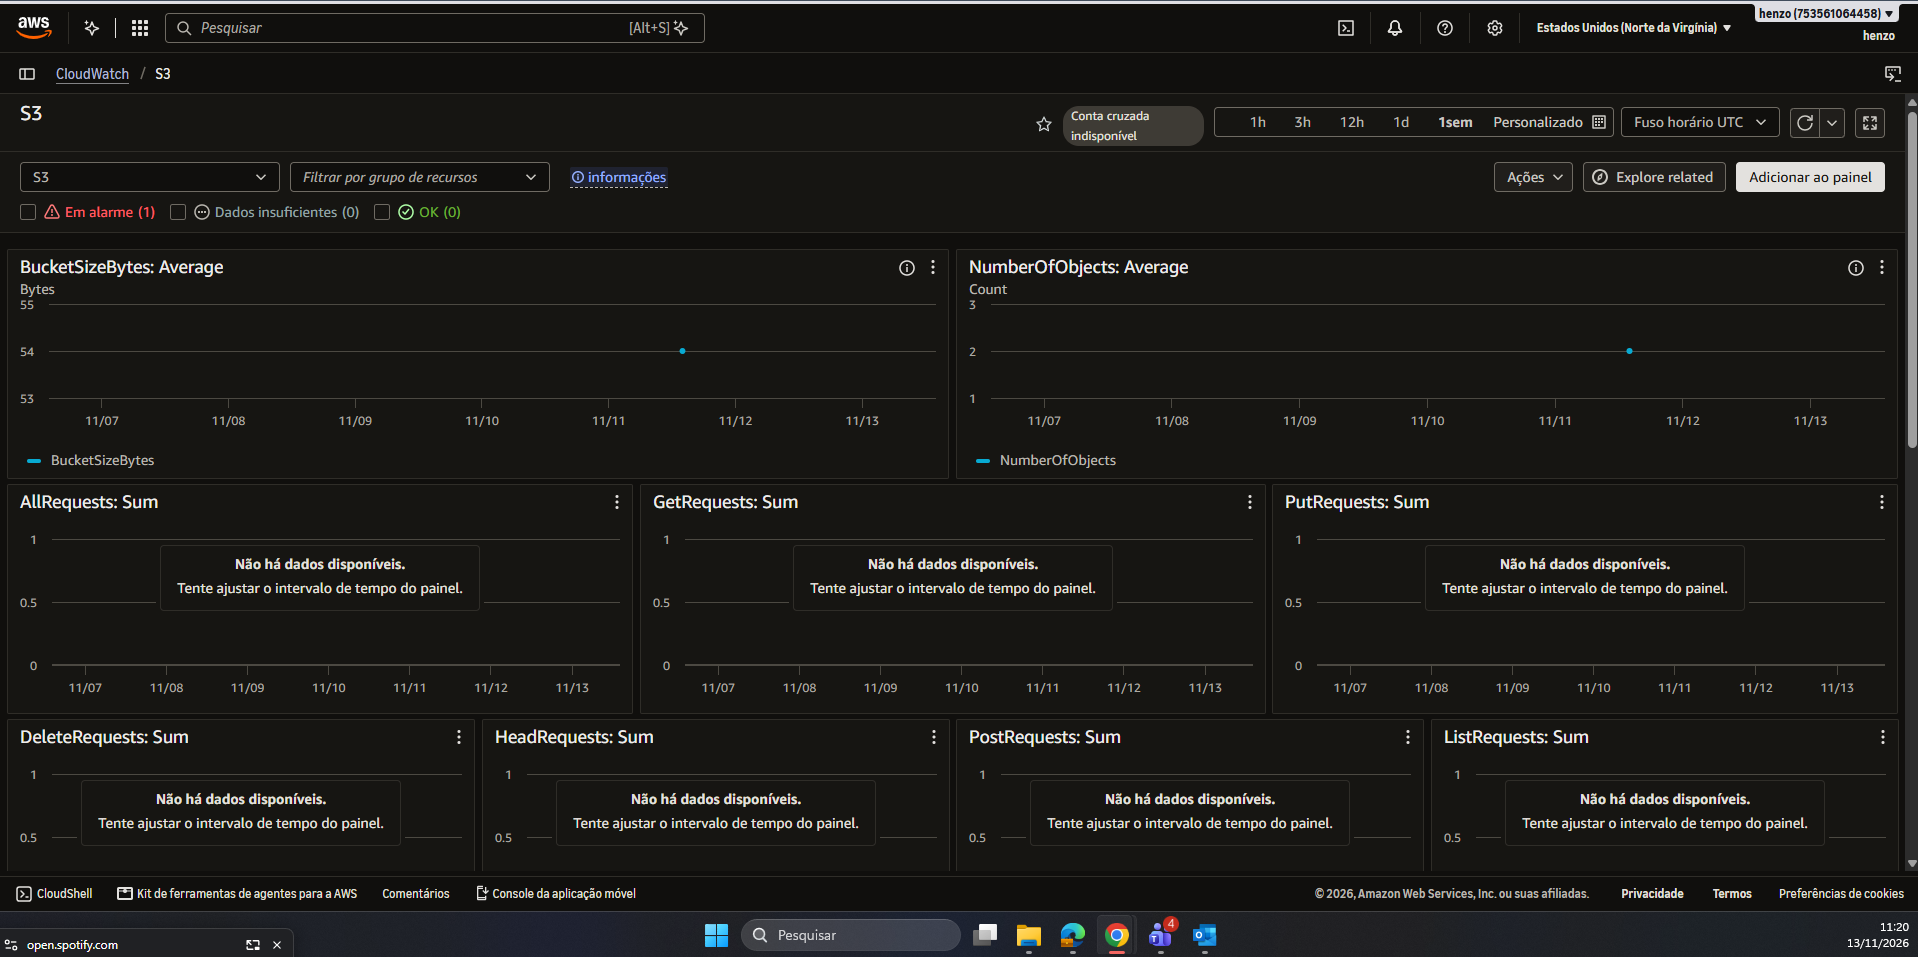 aws
Pesquisar
[Alt+S]
Estados Unidos (Norte da Virgínia)
henzo (753561064458)
henzo
CloudWatch / S3
S3
Conta cruzada
indisponível
1h 3h 12h 1d 1sem Personalizado
Fuso horário UTC
S3
Filtrar por grupo de recursos
informações
Ações
Explore related
Adicionar ao painel
Em alarme (1)
Dados insuficientes (0)
OK (0)
BucketSizeBytes: Average
Bytes
55
54
53
11/07 11/08 11/09 11/10 11/11 11/12 11/13
BucketSizeBytes
NumberOfObjects: Average
Count
3
2
1
11/07 11/08 11/09 11/10 11/11 11/12 11/13
NumberOfObjects
AllRequests: Sum
1
Não há dados disponíveis.
Tente ajustar o intervalo de tempo do painel.
0.5
0
11/07 11/08 11/09 11/10 11/11 11/12 11/13
GetRequests: Sum
1
Não há dados disponíveis.
Tente ajustar o intervalo de tempo do painel.
0.5
0
11/07 11/08 11/09 11/10 11/11 11/12 11/13
PutRequests: Sum
1
Não há dados disponíveis.
Tente ajustar o intervalo de tempo do painel.
0.5
0
11/07 11/08 11/09 11/10 11/11 11/12 11/13
DeleteRequests: Sum
1
Não há dados disponíveis.
Tente ajustar o intervalo de tempo do painel.
0.5
HeadRequests: Sum
1
Não há dados disponíveis.
Tente ajustar o intervalo de tempo do painel.
0.5
PostRequests: Sum
1
Não há dados disponíveis.
Tente ajustar o intervalo de tempo do painel.
0.5
ListRequests: Sum
1
Não há dados disponíveis.
Tente ajustar o intervalo de tempo do painel.
0.5
CloudShell
Kit de ferramentas de agentes para a AWS
Comentários
Console da aplicação móvel
© 2026, Amazon Web Services, Inc. ou suas afiliadas.
Privacidade
Termos
Preferências de cookies
open.spotify.com
Pesquisar
4
11:20
13/11/2026